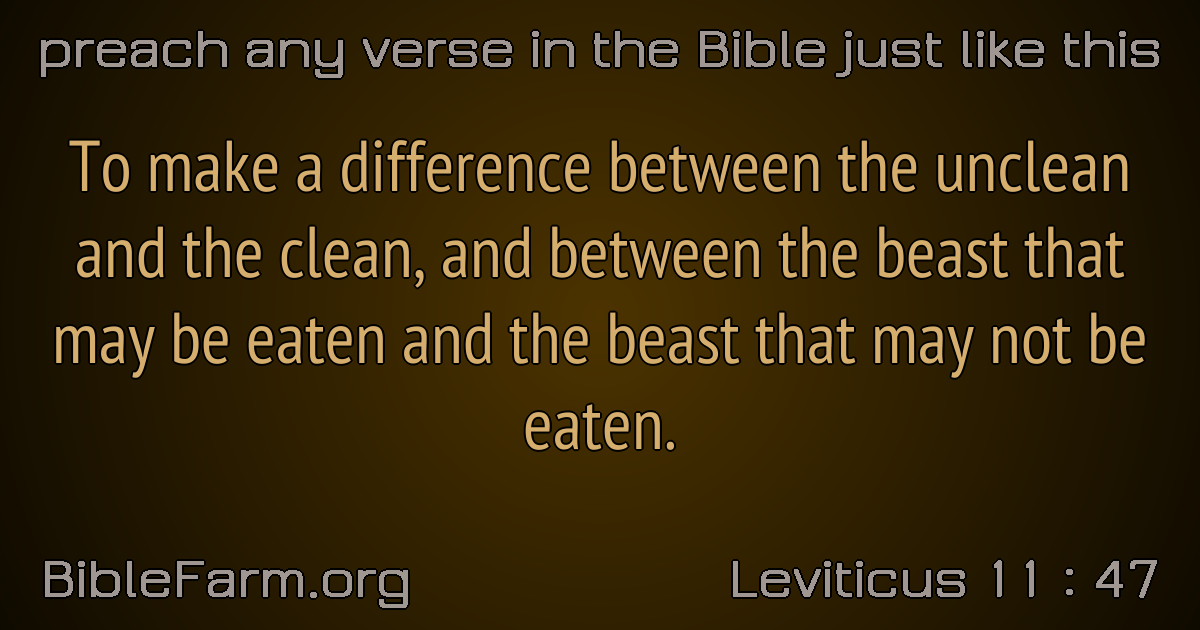 preach any verse in the Bible just like this
To make a difference between the unclean
and the clean, and between the beast that
may be eaten and the beast that may not be
eaten.
BibleFarm.org
Leviticus 11 : 47